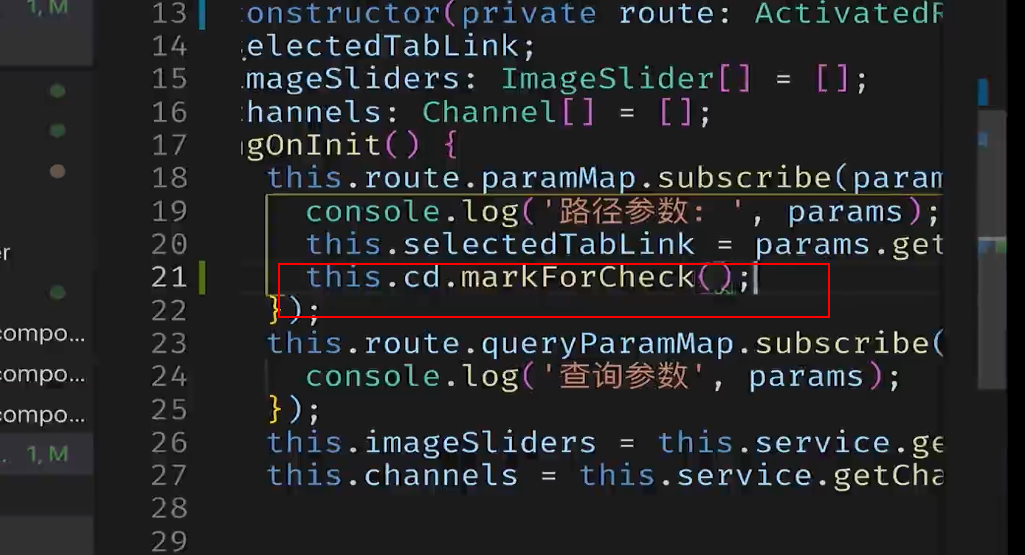 1, M
13 onstructor(private route: ActivatedR
14 electedTabLink;
15 mageSliders: ImageSlider[] = [];
16 hannels: Channel[] = [];
17 gOnInit() {
18 this.route.paramMap.subscribe(param
19 console.log('路径参数: ', params);
20 this.selectedTabLink = params.get
21 this.cd.markForCheck();
22 });
23 this.route.queryParamMap.subscribe(
24 console.log('查询参数', params);
25 });
26 this.imageSliders = this.service.ge
27 this.channels = this.service.getCha
28
29
er
compo...
compo...
compo...
... 1, M